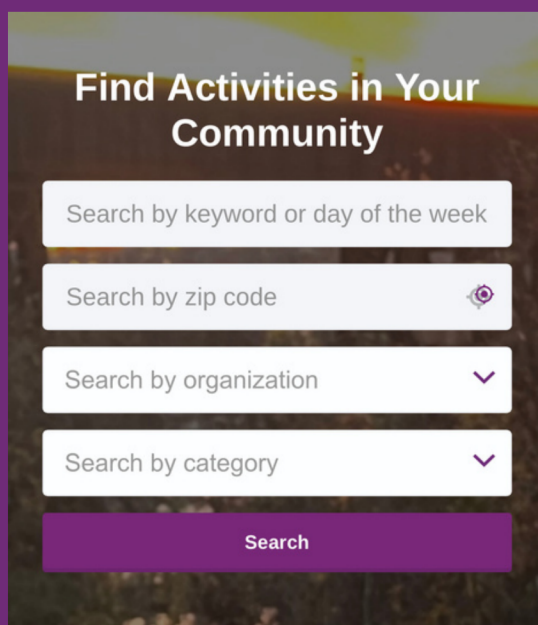 Find Activities in Your
Community
Search by keyword or day of the week
Search by zip code
Search by organization
Search by category
Search